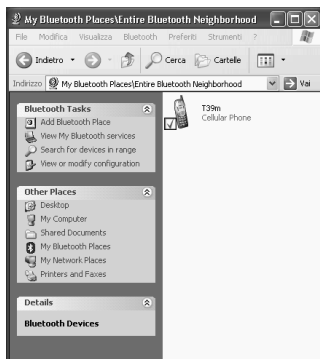 My Bluetooth Places\Entire Bluetooth Neighborhood
File Modifica Visualizza Bluetooth Preferiti Strumenti ?
Indietro Cerca Cartelle
Indirizzo My Bluetooth Places\Entire Bluetooth Neighborhood Vai
Bluetooth Tasks
Add Bluetooth Place
View My Bluetooth services
Search for devices in range
View or modify configuration
Other Places
Desktop
My Computer
Shared Documents
My Bluetooth Places
My Network Places
Printers and Faxes
Details
Bluetooth Devices
T39m
Cellular Phone